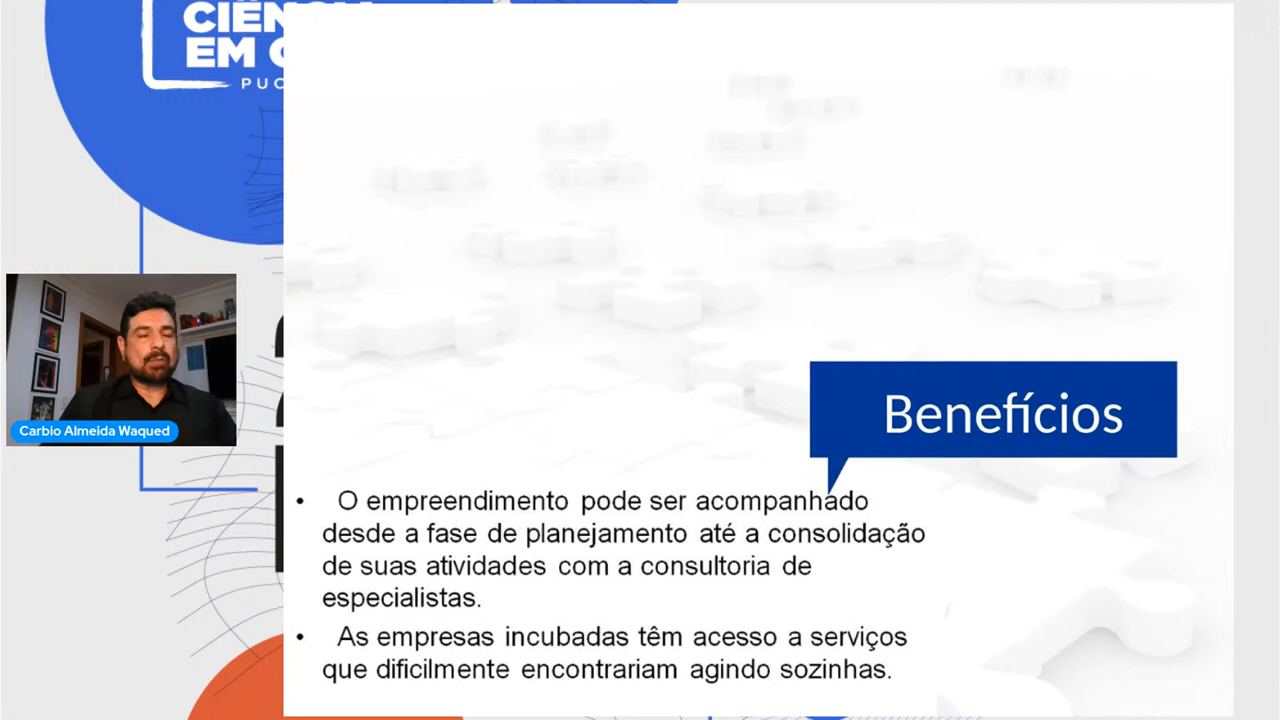 CIÊN
EM
PUC
Carbio Almeida Waqued
Benefícios
• O empreendimento pode ser acompanhado
desde a fase de planejamento até a consolidação
de suas atividades com a consultoria de
especialistas.
• As empresas incubadas têm acesso a serviços
que dificilmente encontrariam agindo sozinhas.